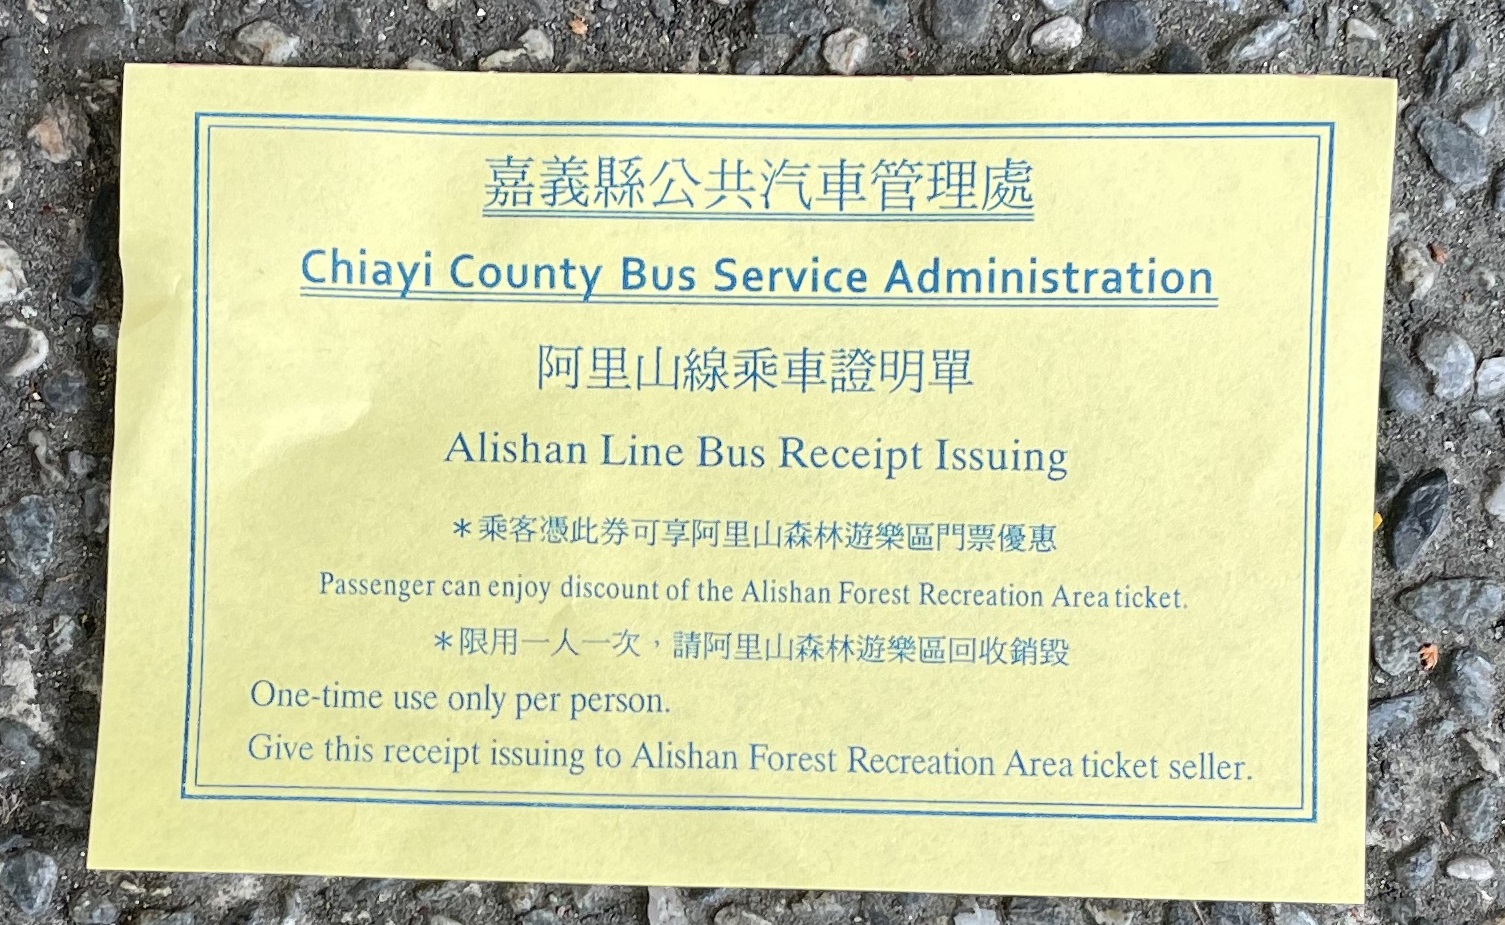 嘉義縣公共汽車管理處
Chiayi County Bus Service Administration
阿里山線乘車證明單
Alishan Line Bus Receipt Issuing
＊乘客憑此券可享阿里山森林遊樂區門票優惠
Passenger can enjoy discount of the Alishan Forest Recreation Area ticket.
＊限用一人一次，請阿里山森林遊樂區回收銷毀
One-time use only per person.
Give this receipt issuing to Alishan Forest Recreation Area ticket seller.